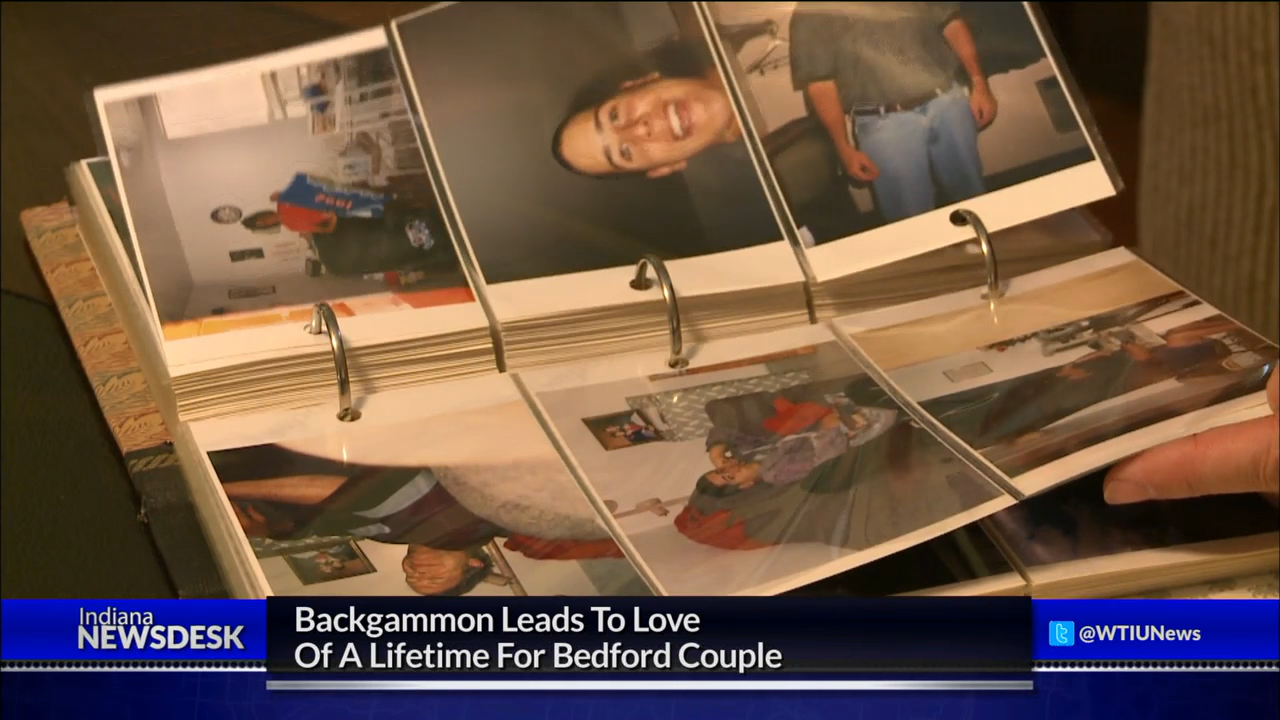 Indiana
NEWSDESK
Backgammon Leads To Love
Of A Lifetime For Bedford Couple
@WTIUNews